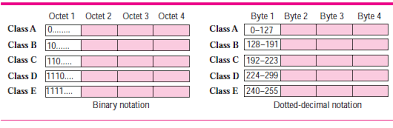 Octet 1 Octet 2 Octet 3 Octet 4
Class A 0........
Class B 10......
Class C 110.....
Class D 1110....
Class E 1111....
Binary notation
Byte 1 Byte 2 Byte 3 Byte 4
Class A 0–127
Class B 128–191
Class C 192–223
Class D 224–299
Class E 240–255
Dotted-decimal notation